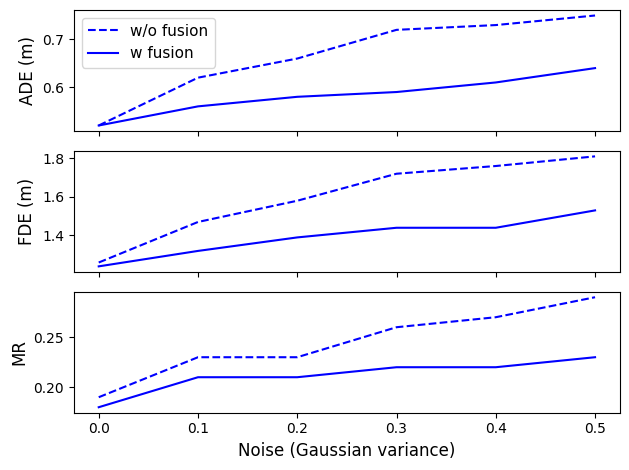 ADE (m)
0.7
0.6
w/o fusion
w fusion
FDE (m)
1.8
1.6
1.4
MR
0.25
0.20
0.0 0.1 0.2 0.3 0.4 0.5
Noise (Gaussian variance)